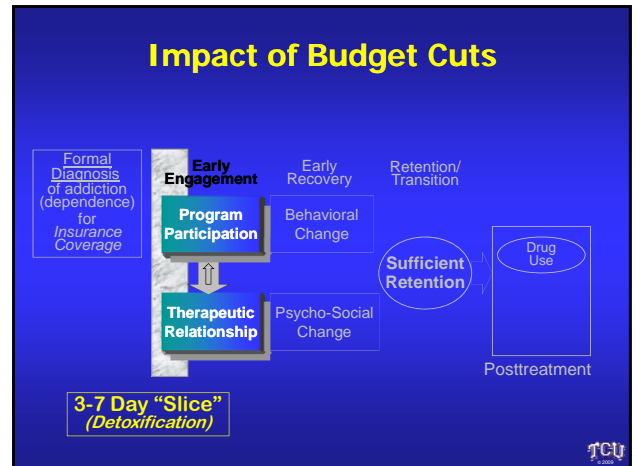 Impact of Budget Cuts
Formal
Diagnosis
of addiction
(dependence)
for
Insurance
Coverage
Early
Engagement
Early
Recovery
Retention/
Transition
Program
Participation
Behavioral
Change
Sufficient
Retention
Drug
Use
Therapeutic
Relationship
Psycho-Social
Change
Posttreatment
3-7 Day “Slice”
(Detoxification)
TCU
© 2009